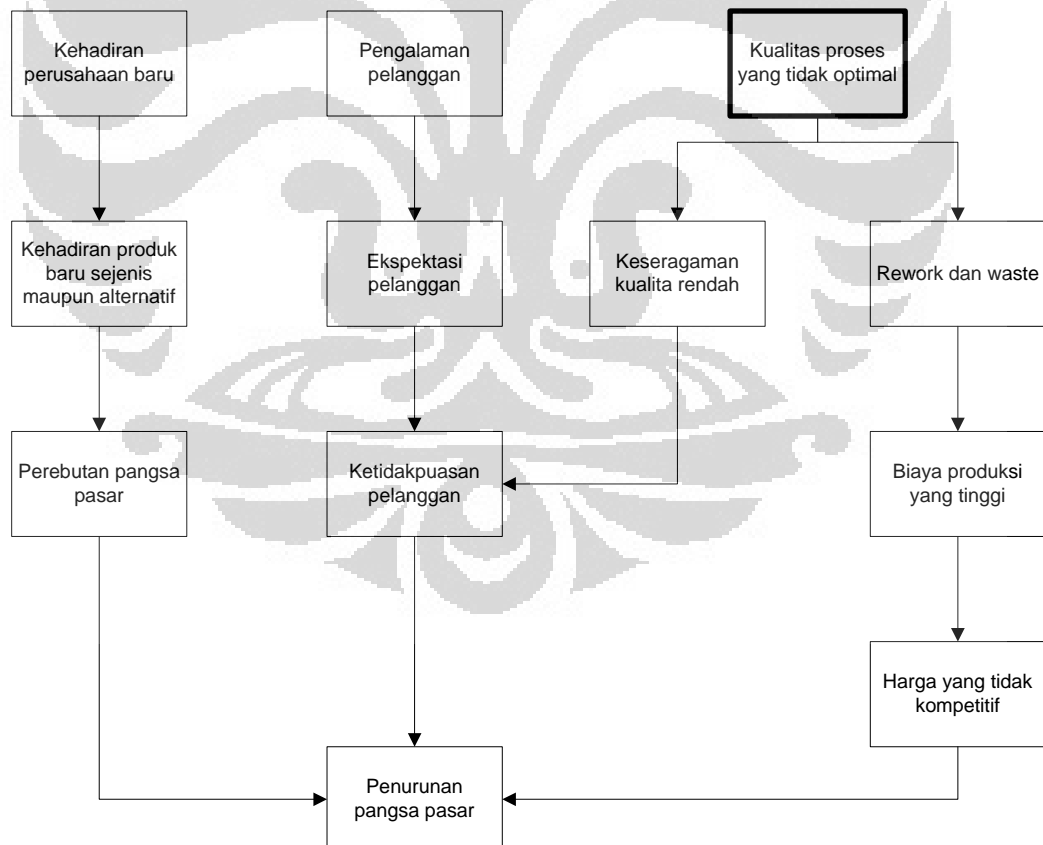 Kehadiran
perusahaan baru
Pengalaman
pelanggan
Kualitas proses
yang tidak optimal
Kehadiran produk
baru sejenis
maupun alternatif
Ekspektasi
pelanggan
Keseragaman
kualita rendah
Rework dan waste
Perebutan pangsa
pasar
Ketidakpuasan
pelanggan
Biaya produksi
yang tinggi
Harga yang tidak
kompetitif
Penurunan
pangsa pasar